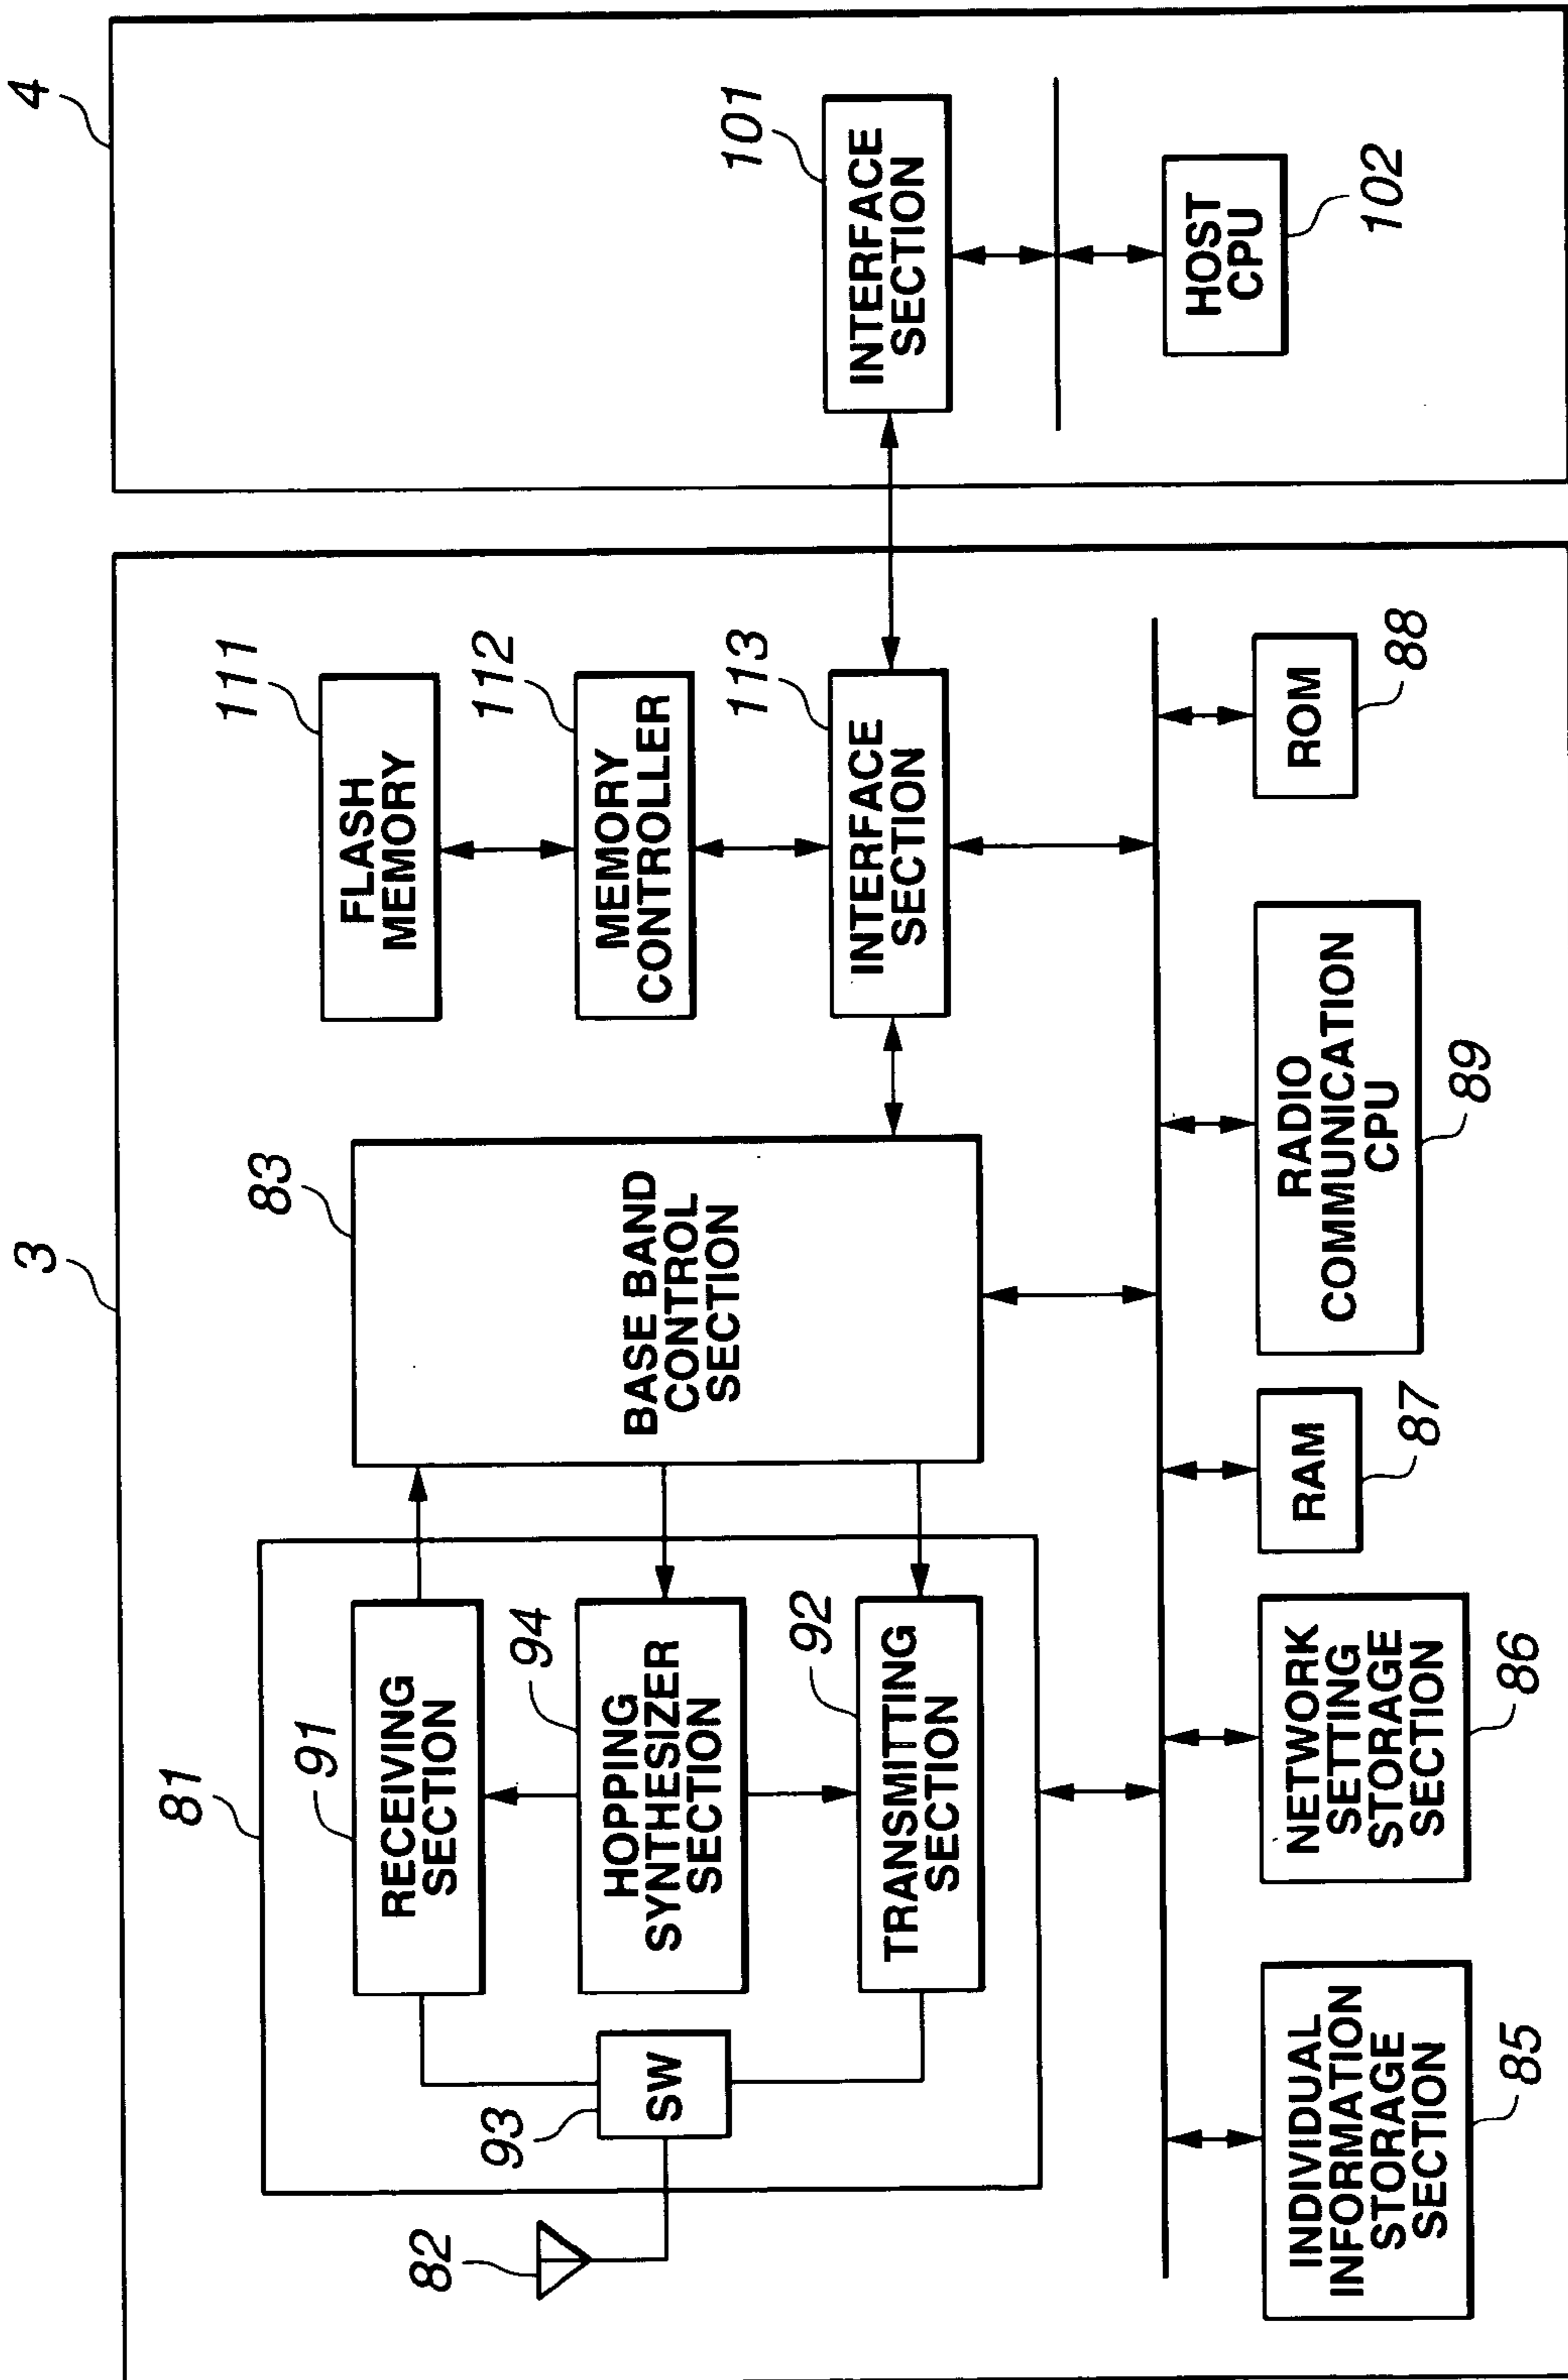 3
4
81
82
93
SW
91
RECEIVING
SECTION
94
HOPPING
SYNTHESIZER
SECTION
92
TRANSMITTING
SECTION
83
BASE BAND
CONTROL
SECTION
111
FLASH
MEMORY
112
MEMORY
CONTROLLER
113
INTERFACE
SECTION
101
INTERFACE
SECTION
HOST
CPU
102
INDIVIDUAL
INFORMATION
STORAGE
SECTION
85
NETWORK
SETTING
STORAGE
SECTION
86
RAM
87
RADIO
COMMUNICATION
CPU
89
ROM
88